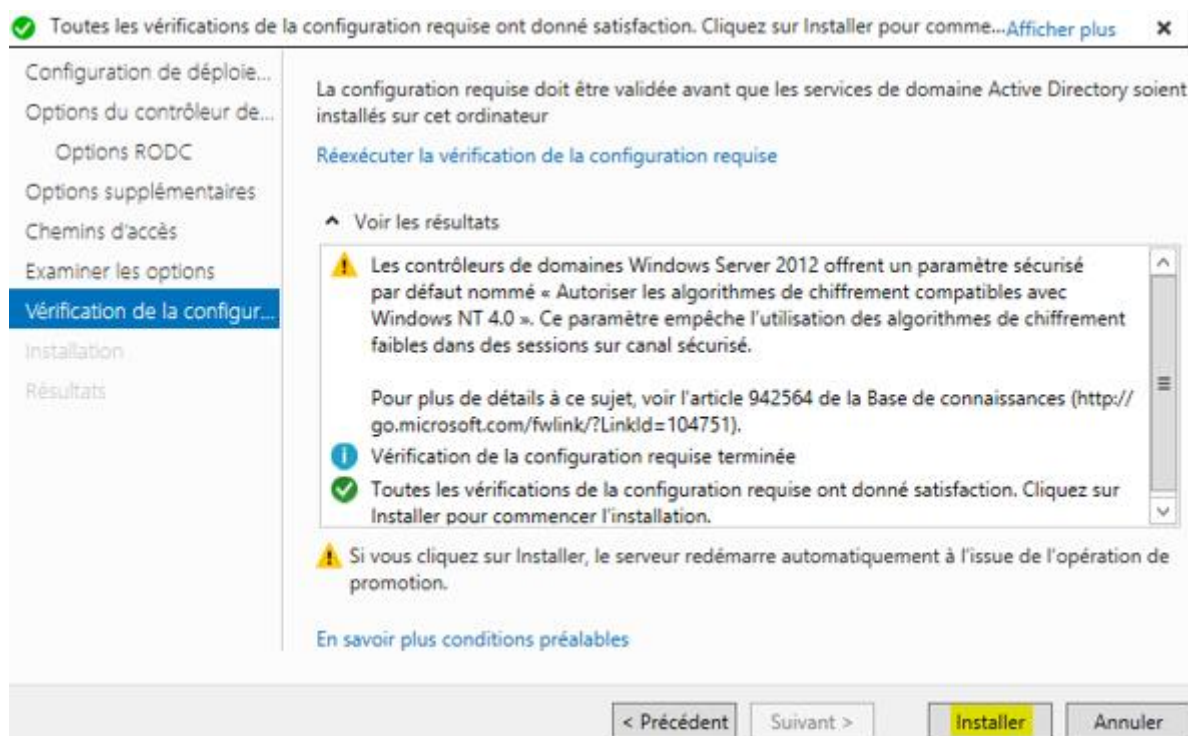 Toutes les vérifications de la configuration requise ont donné satisfaction. Cliquez sur Installer pour comme...Afficher plus
Configuration de déploie...
Options du contrôleur de...
Options RODC
Options supplémentaires
Chemins d'accès
Examiner les options
Vérification de la configur...
Installation
Résultats
La configuration requise doit être validée avant que les services de domaine Active Directory soient
installés sur cet ordinateur
Réexécuter la vérification de la configuration requise
Voir les résultats
Les contrôleurs de domaines Windows Server 2012 offrent un paramètre sécurisé
par défaut nommé « Autoriser les algorithmes de chiffrement compatibles avec
Windows NT 4.0 ». Ce paramètre empêche l'utilisation des algorithmes de chiffrement
faibles dans des sessions sur canal sécurisé.
Pour plus de détails à ce sujet, voir l'article 942564 de la Base de connaissances (http://
go.microsoft.com/fwlink/?LinkId=104751).
Vérification de la configuration requise terminée
Toutes les vérifications de la configuration requise ont donné satisfaction. Cliquez sur
Installer pour commencer l'installation.
Si vous cliquez sur Installer, le serveur redémarre automatiquement à l'issue de l'opération de
promotion.
En savoir plus conditions préalables
< Précédent
Suivant >
Installer
Annuler